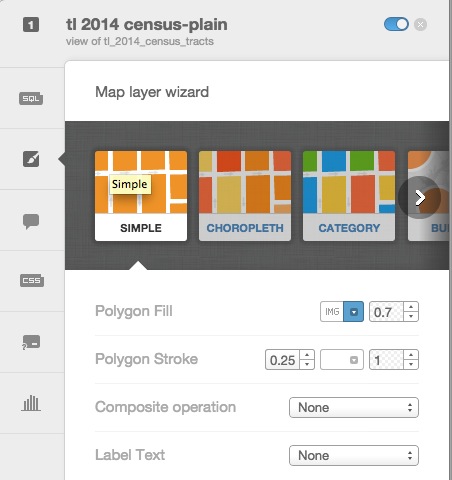 1
tl 2014 census-plain
view of tl_2014_census_tracts
SQL
Map layer wizard
Simple
SIMPLE
CHOROPLETH
CATEGORY
CSS
Polygon Fill
IMG
0.7
Polygon Stroke
0.25
1
Composite operation
None
Label Text
None